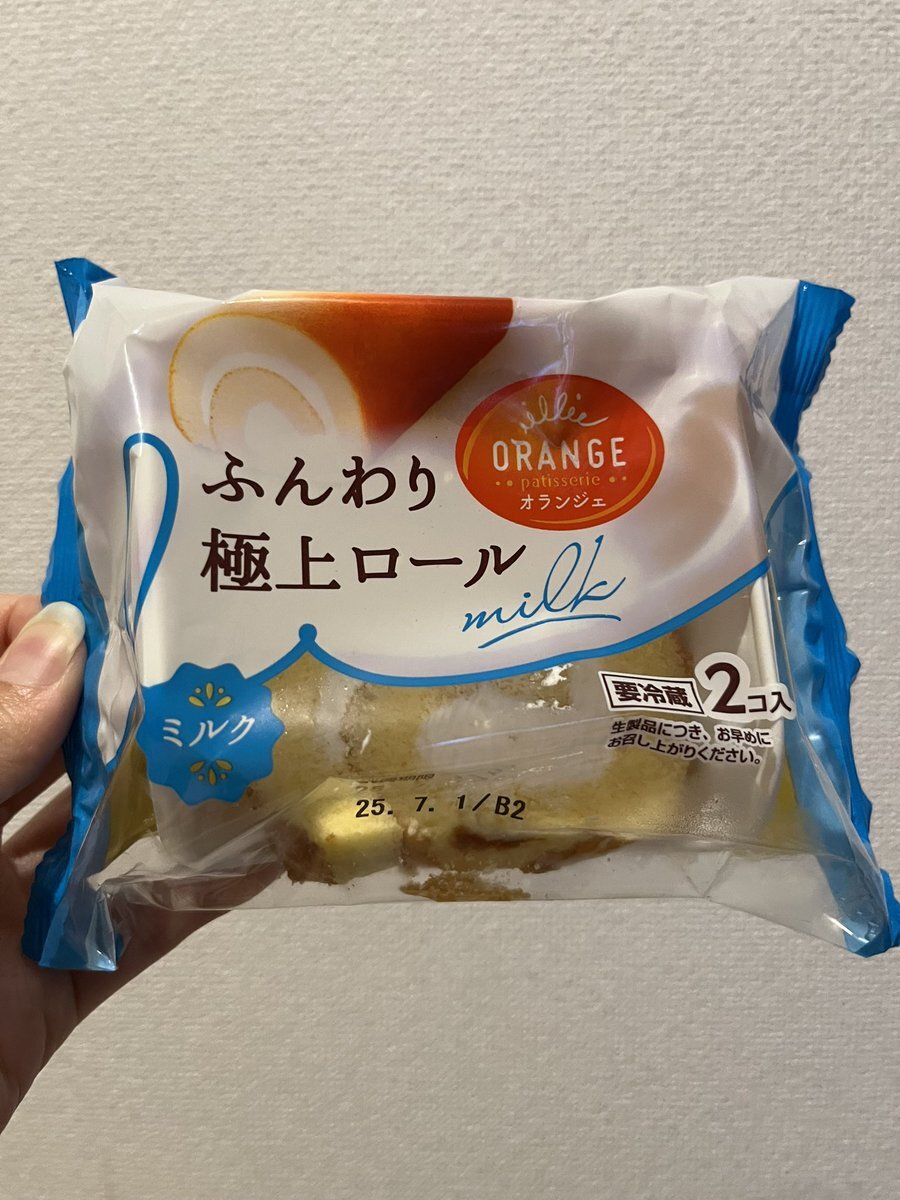 ORANGE
patisserie
オランジェ
ふんわり
極上ロール
milk
ミルク
要冷蔵 2コ入
生製品につき、お早めに
お召し上がりください。
25. 7. 1/B2